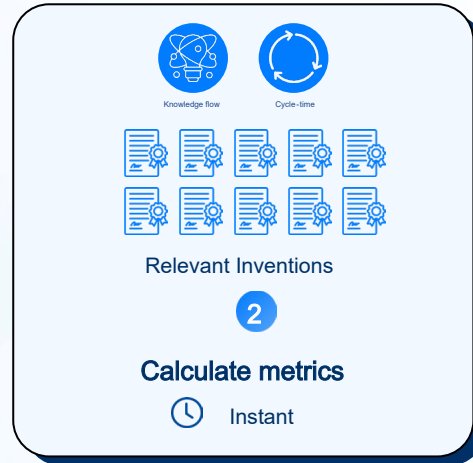 Knowledge flow
Cycle-time
Relevant Inventions
2
Calculate metrics
Instant